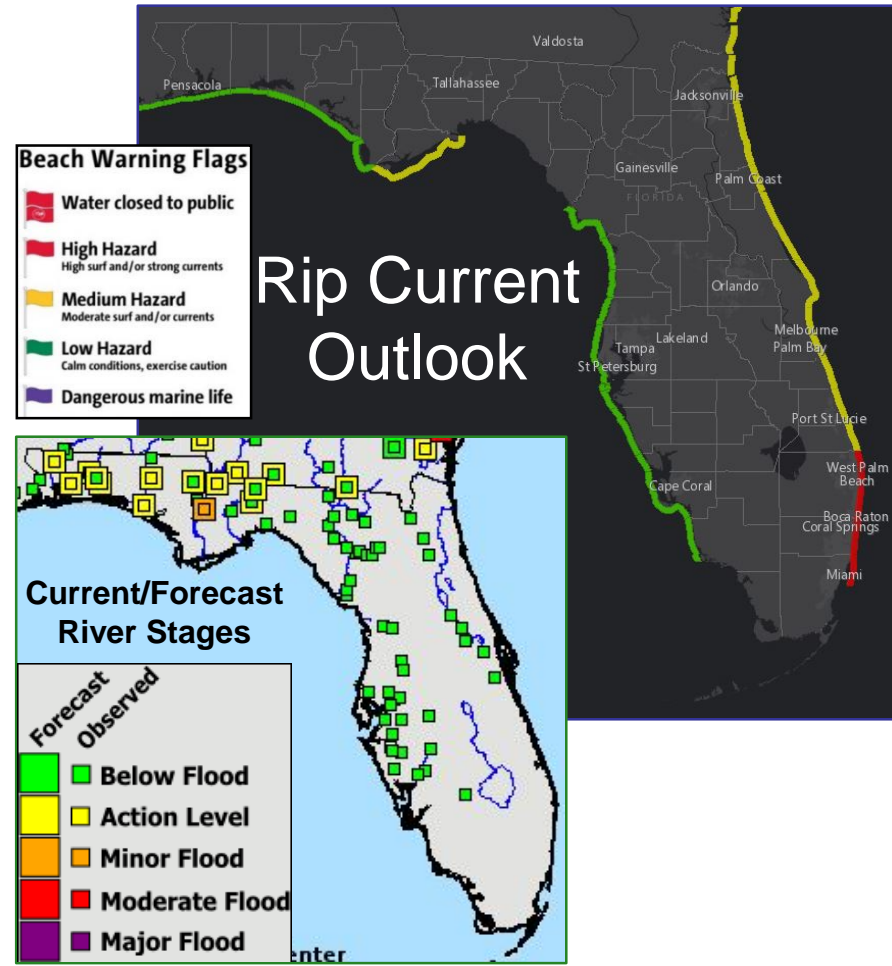 Valdosta
Pensacola
Tallahassee
Jacksonville
Gainesville
Palm Coast
FLORIDA
Orlando
Melbourne
Palm Bay
Lakeland
Tampa
St Petersburg
Port St Lucie
West Palm
Beach
Cape Coral
Boca Raton
Coral Springs
Miami
Rip Current
Outlook
Beach Warning Flags
Water closed to public
High Hazard
High surf and/or strong currents
Medium Hazard
Moderate surf and/or currents
Low Hazard
Calm conditions, exercise caution
Dangerous marine life
Current/Forecast
River Stages
Forecast
Observed
Below Flood
Action Level
Minor Flood
Moderate Flood
Major Flood
enter